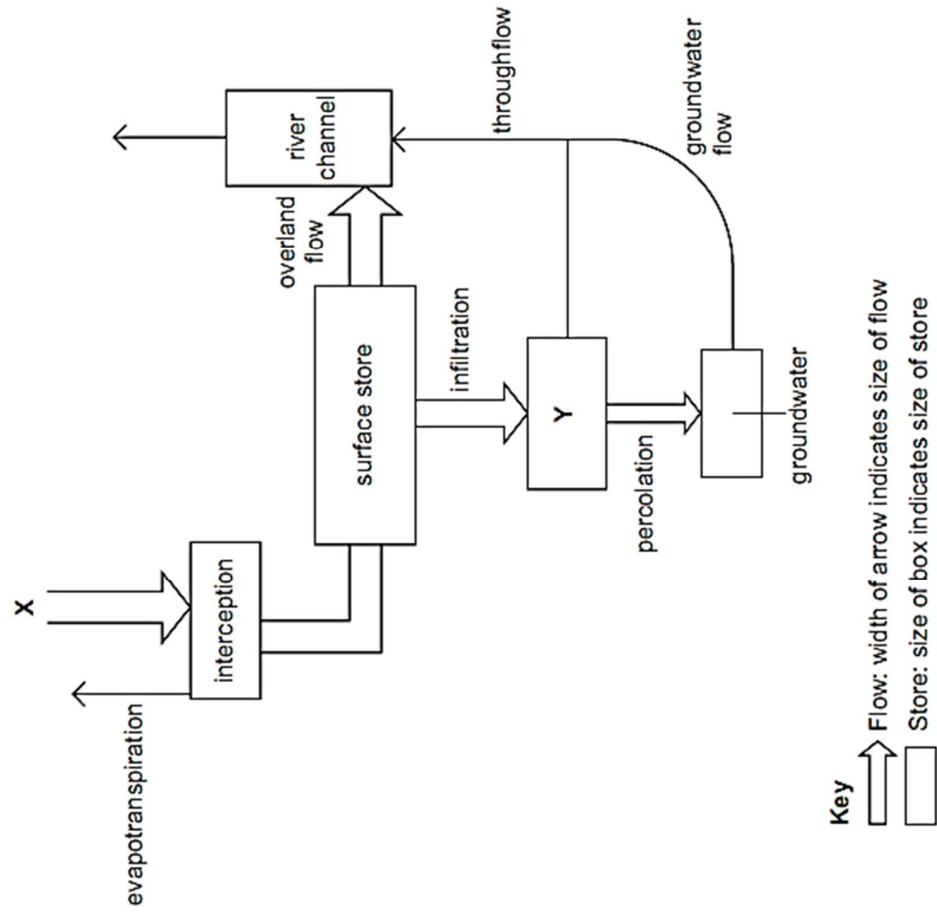 X
evapotranspiration
interception
surface store
overland
flow
river
channel
infiltration
Y
throughflow
percolation
groundwater
flow
groundwater
Key
Flow: width of arrow indicates size of flow
Store: size of box indicates size of store